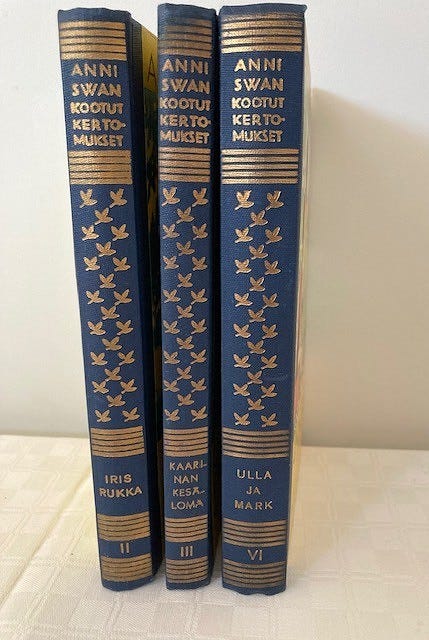 ANNI
SWAN
KOOTUT
KERTO-
MUKSET
IRIS
RUKKA
II
ANNI
SWAN
KOOTUT
KERTO-
MUKSET
KAARI-
NAN
KESÄ-
LOMA
III
ANNI
SWAN
KOOTUT
KERTO-
MUKSET
ULLA
JA
MARK
VI